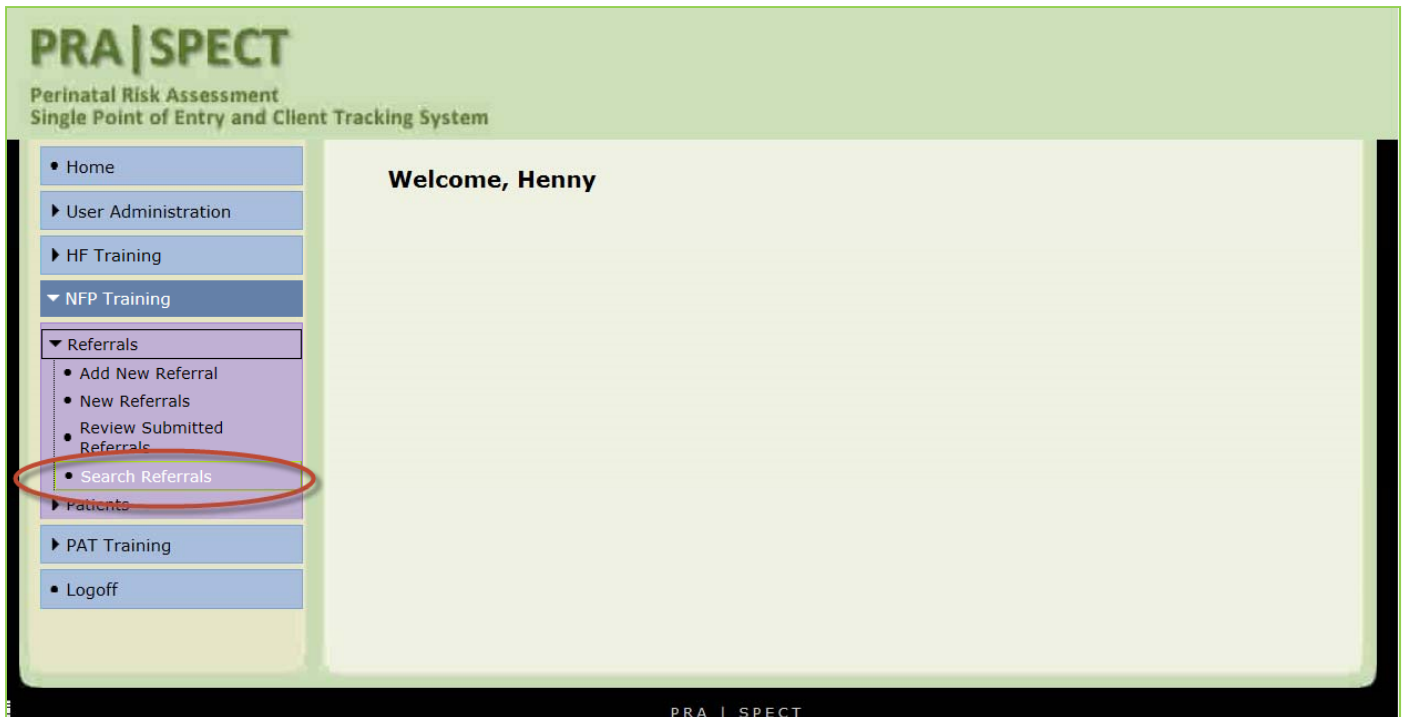 PRA|SPECT
Perinatal Risk Assessment
Single Point of Entry and Client Tracking System
Home
User Administration
HF Training
NFP Training
Referrals
Add New Referral
New Referrals
Review Submitted
Referrals
Search Referrals
Patients
PAT Training
Logoff
Welcome, Henny
PRA | SPECT